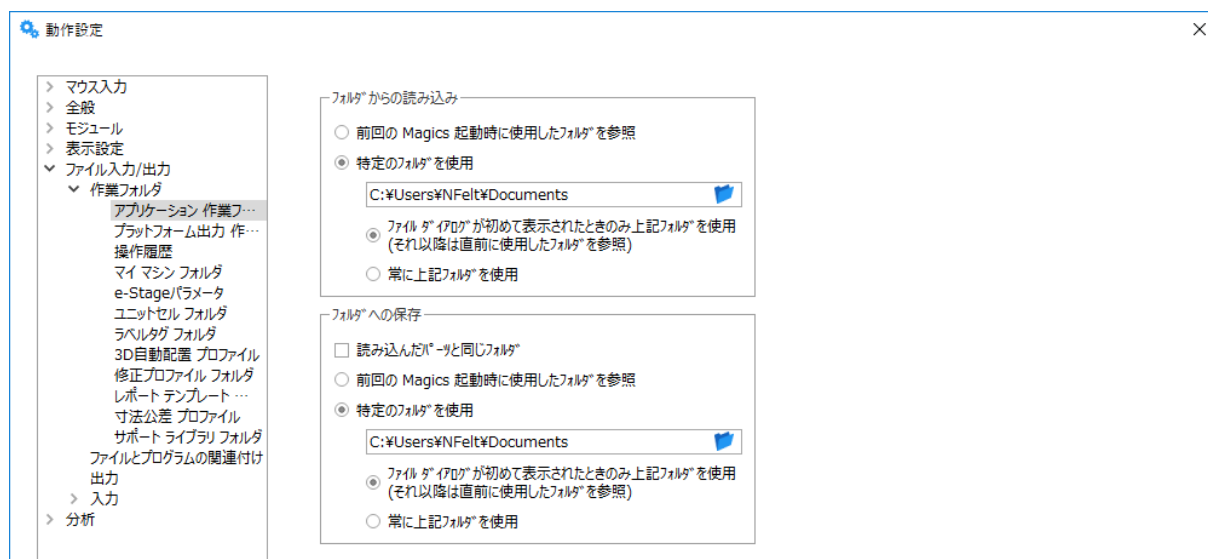 動作設定
マウス入力
全般
モジュール
表示設定
ファイル入力/出力
作業フォルダ
アプリケーション 作業フ…
プラットフォーム出力 作…
操作履歴
マイ マシン フォルダ
e-Stageパラメータ
ユニットセル フォルダ
ラベルタグ フォルダ
3D自動配置 プロファイル
修正プロファイル フォルダ
レポート テンプレート …
寸法公差 プロファイル
サポート ライブラリ フォルダ
ファイルとプログラムの関連付け
出力
入力
分析
フォルダからの読み込み
前回の Magics 起動時に使用したフォルダを参照
特定のフォルダを使用
C:¥Users¥NFelt¥Documents
ファイル ダイアログが初めて表示されたときのみ上記フォルダを使用
(それ以降は直前に使用したフォルダを参照)
常に上記フォルダを使用
フォルダへの保存
読み込んだパーツと同じフォルダ
前回の Magics 起動時に使用したフォルダを参照
特定のフォルダを使用
C:¥Users¥NFelt¥Documents
ファイル ダイアログが初めて表示されたときのみ上記フォルダを使用
(それ以降は直前に使用したフォルダを参照)
常に上記フォルダを使用